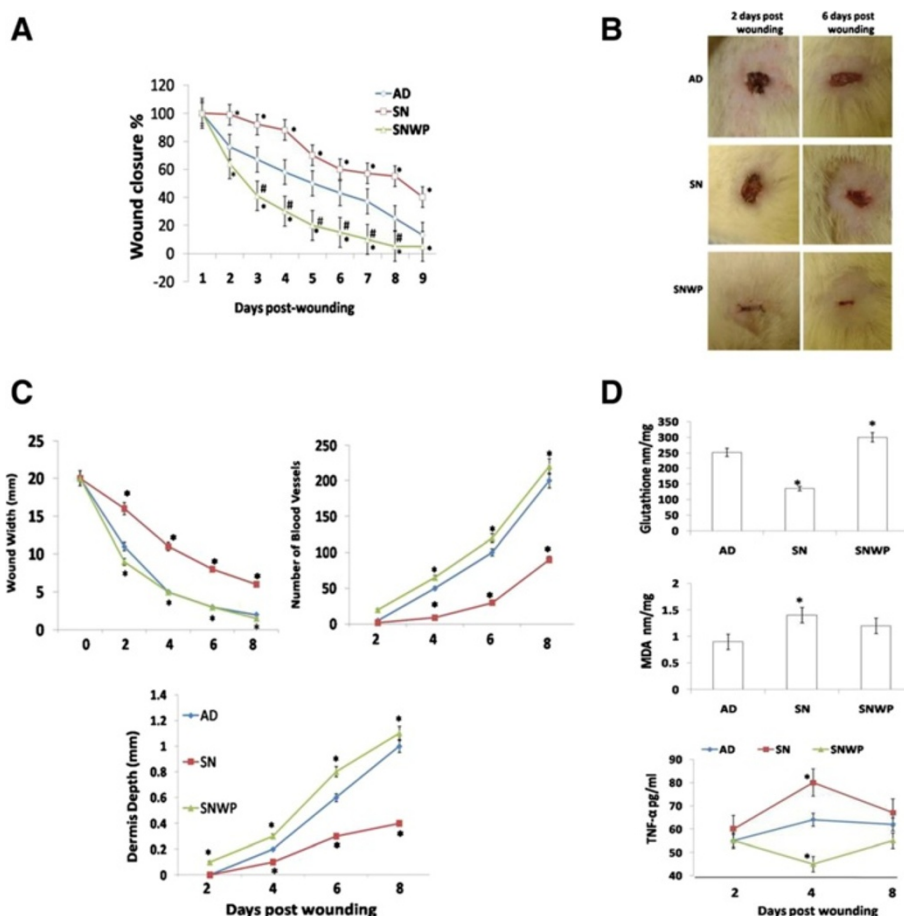 A
Wound closure %
120
100
80
60
40
20
0
-20
AD
SN
SNWP
1 2 3 4 5 6 7 8 9
Days post-wounding
B
2 days post wounding
6 days post wounding
AD
SN
SNWP
C
Wound Width (mm)
25
20
15
10
5
0
0 2 4 6 8
Number of Blood Vessels
250
200
150
100
50
0
2 4 6 8
Dermis Depth (mm)
1.4
1.2
1
0.8
0.6
0.4
0.2
0
AD
SN
SNWP
2 4 6 8
Days post wounding
D
Glutathione nm/mg
350
300
250
200
150
100
50
0
AD SN SNWP
MDA nm/mg
2
1.5
1
0.5
0
AD SN SNWP
AD SN SNWP
TNF-α pg/ml
90
80
70
60
50
40
2 4 8
Days post wounding